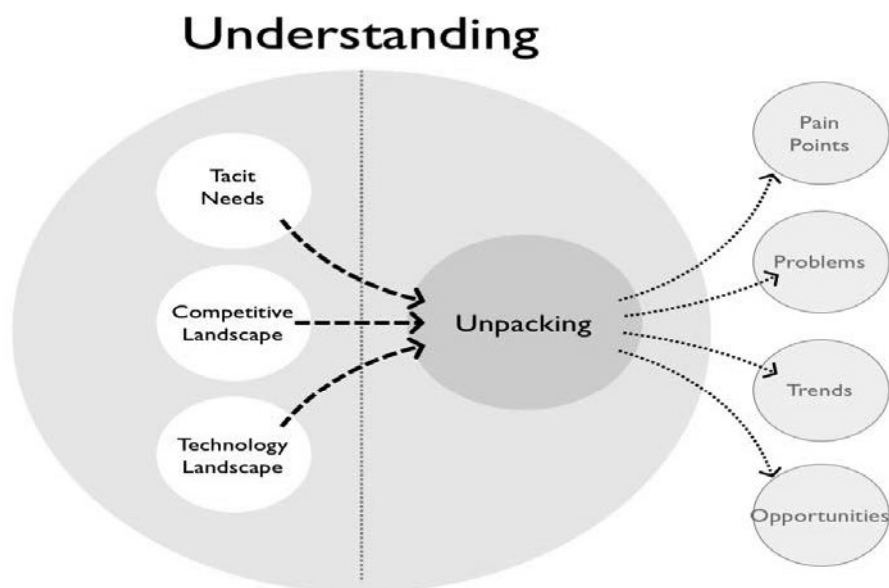 Understanding
Tacit
Needs
Competitive
Landscape
Technology
Landscape
Unpacking
Pain
Points
Problems
Trends
Opportunities